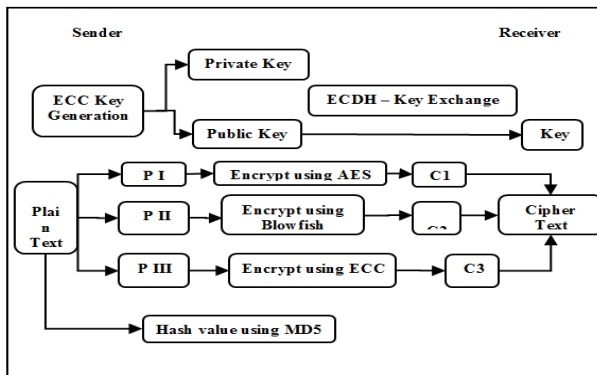 Sender
Receiver
Private Key
ECC Key
Generation
ECDH – Key Exchange
Public Key
Key
P I
Encrypt using AES
C1
Plai
n
Text
P II
Encrypt using
Blowfish
C2
Cipher
Text
P III
Encrypt using ECC
C3
Hash value using MD5